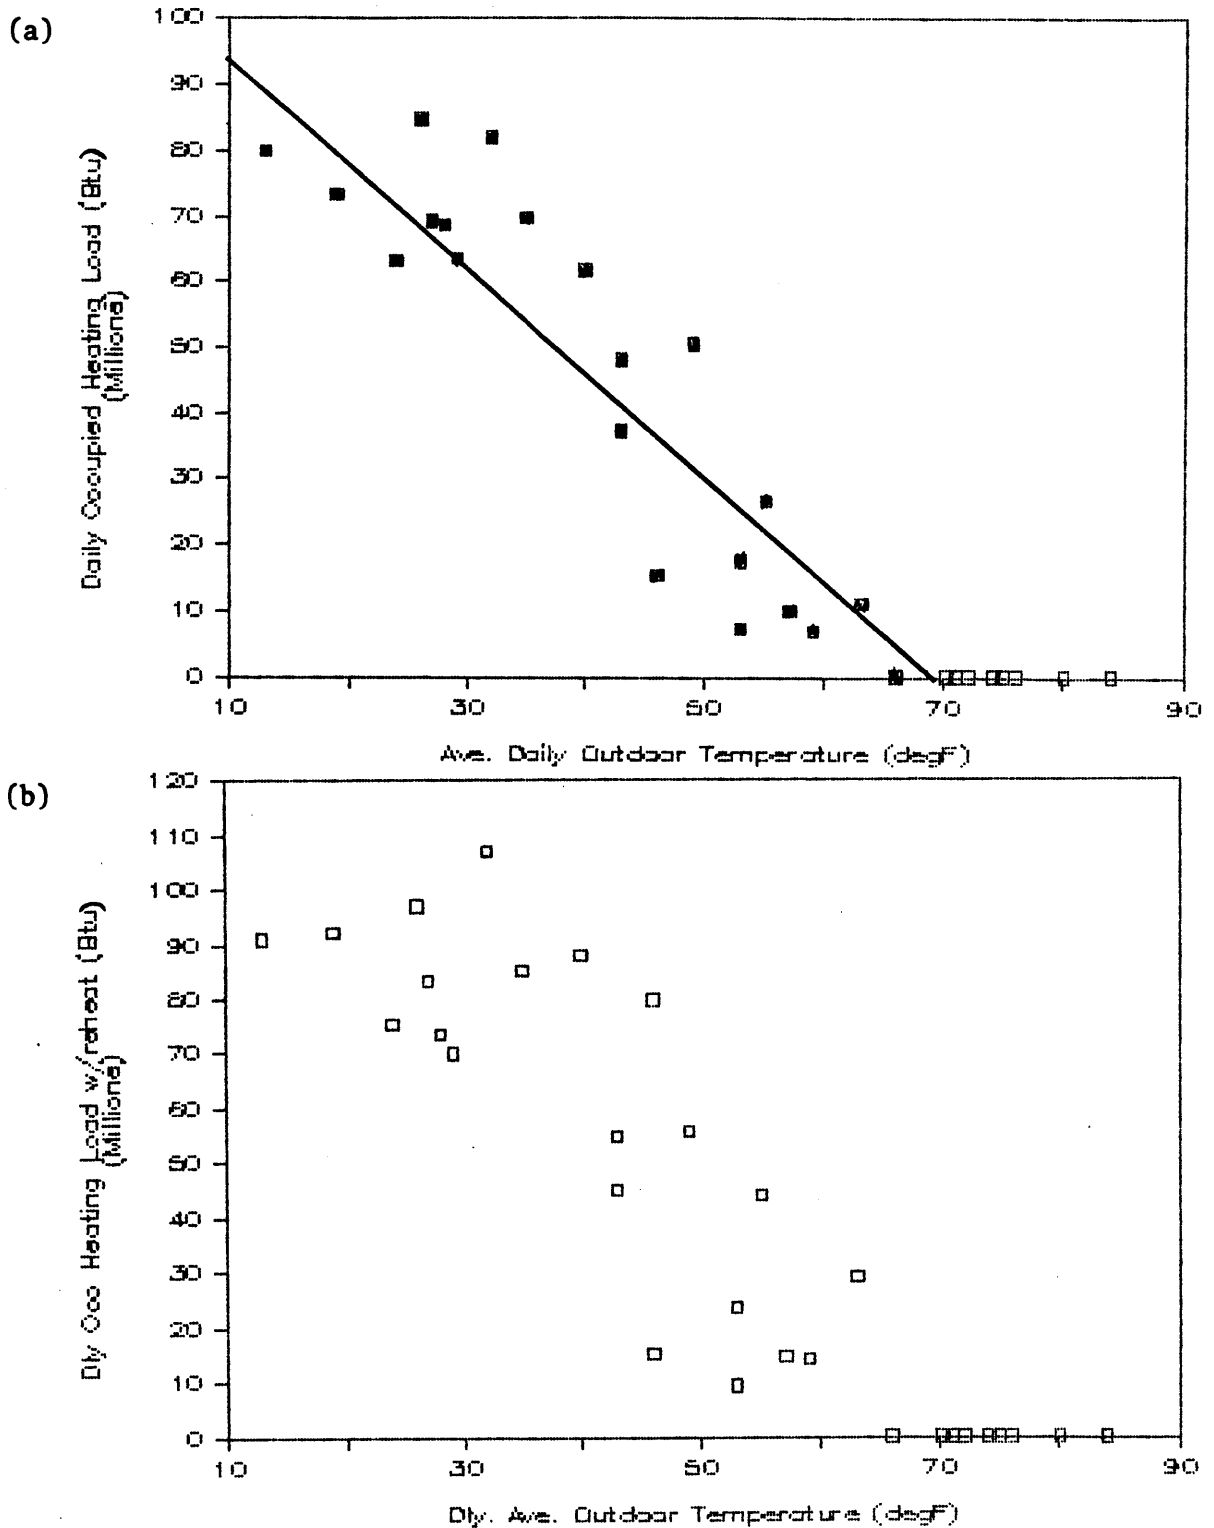 (a)
100
90
80
70
60
50
40
30
20
10
0
Daily Occupied Heating Load (Btu)
(Millions)
10 30 50 70 90
Ave. Daily Outdoor Temperature (degF)
(b)
120
110
100
90
80
70
60
50
40
30
20
10
0
Dly Occ Heating Load w/reheat (Btu)
(Millions)
10 30 50 70 90
Dly. Ave. Outdoor Temperature (degF)